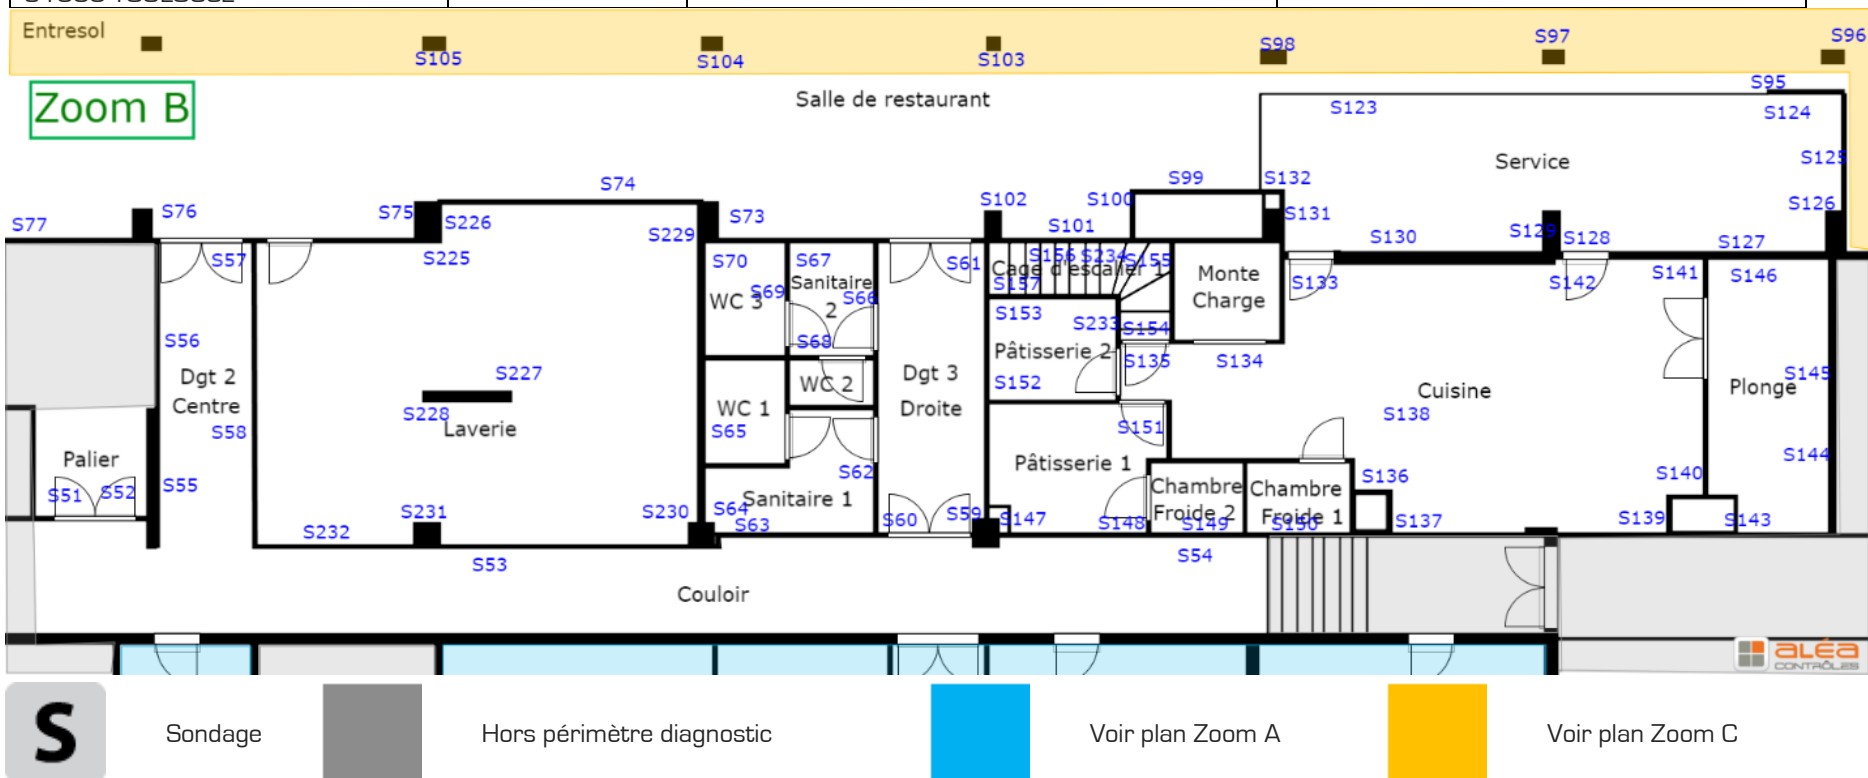 Entresol
S105
S104
S103
S98
S97
S96
Zoom B
Salle de restaurant
S95
S123
S124
Service
S125
S77
S76
S75
S74
S226
S225
S229
S73
S102
S100
S99
S101
S132
S131
S130
S129
S128
S127
S126
S57
S70
S67
S61
S156
S234
S155
Cage d'escalier 1
S157
Monte
Charge
S133
S142
S141
S146
S69
WC 3
Sanitaire
2
S66
S68
S153
S233
S154
S56
Dgt 2
Centre
S58
S55
S227
S228
Laverie
WC 2
WC 1
S65
Dgt 3
Droite
Pâtisserie 2
S152
S135
S134
Cuisine
S138
S145
Plonge
S144
Palier
S51
S52
S151
Pâtisserie 1
S62
Sanitaire 1
S64
S63
S60
S59
S147
S148
Chambre
Froide 2
S149
Chambre
Froide 1
S150
S136
S137
S140
S139
S143
S232
S231
S230
S53
S54
Couloir
aléa
CONTRÔLES
S
Sondage
Hors périmètre diagnostic
Voir plan Zoom A
Voir plan Zoom C